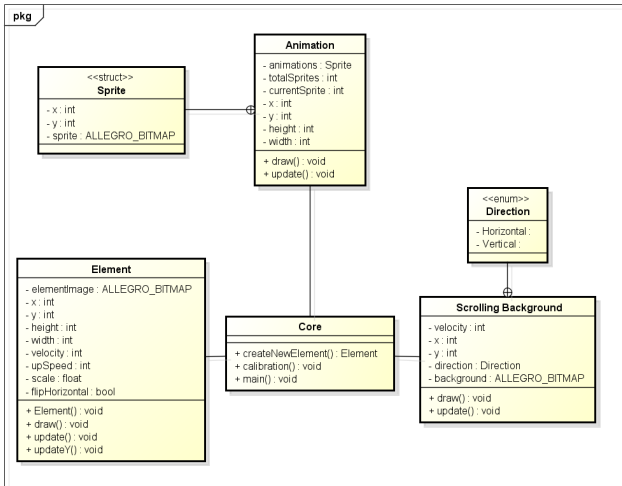 pkg
Animation
- animations : Sprite
- totalSprites : int
- currentSprite : int
- x : int
- y : int
- height : int
- width : int
+ draw() : void
+ update() : void
<<struct>>
Sprite
- x : int
- y : int
- sprite : ALLEGRO_BITMAP
<<enum>>
Direction
- Horizontal :
- Vertical :
Element
- elementImage : ALLEGRO_BITMAP
- x : int
- y : int
- height : int
- width : int
- velocity : int
- upSpeed : int
- scale : float
- flipHorizontal : bool
+ Element() : void
+ draw() : void
+ update() : void
+ updateY() : void
Core
+ createNewElement() : Element
+ calibration() : void
+ main() : void
Scrolling Background
- velocity : int
- x : int
- y : int
- direction : Direction
- background : ALLEGRO_BITMAP
+ draw() : void
+ update() : void